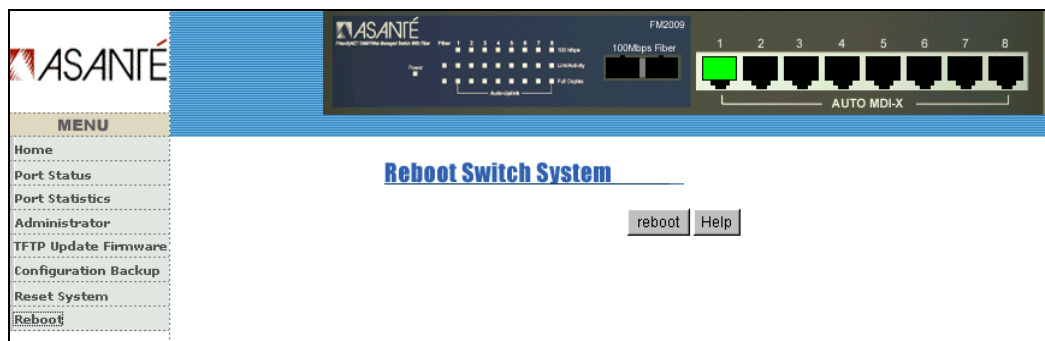 ASANTÉ
ASANTÉ
FM2009
Fiber 1 2 3 4 5 6 7 8
100 Mbps
Power
Link/Activity
Full Duplex
Auto-Uplink
100Mbps Fiber
1 2 3 4 5 6 7 8
AUTO MDI-X
MENU
Home
Port Status
Port Statistics
Administrator
TFTP Update Firmware
Configuration Backup
Reset System
Reboot
Reboot Switch System
reboot Help